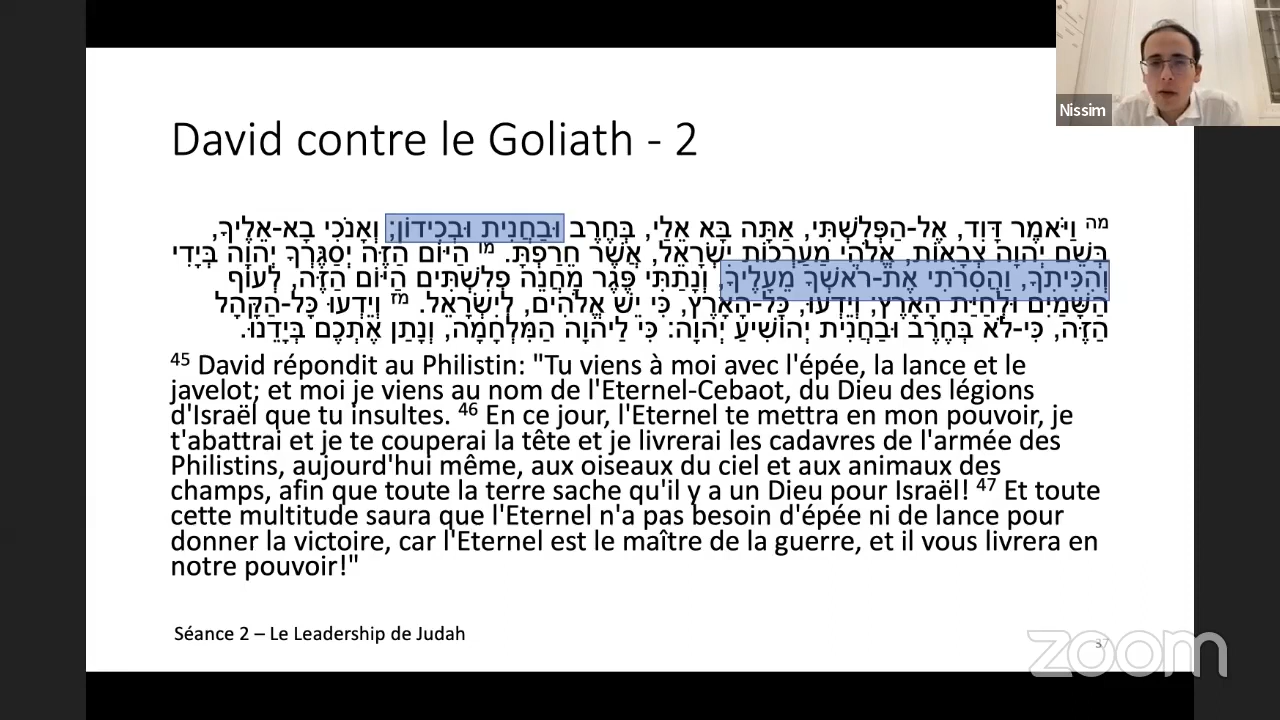 Nissim
David contre le Goliath - 2
מה וַיֹּאמֶר דָּוִד, אֶל-הַפְּלִשְׁתִּי, אַתָּה בָּא אֵלַי, בְּחֶרֶב וּבַחֲנִית וּבְכִידוֹן; וְאָנֹכִי בָא-אֵלֶיךָ,
בְּשֵׁם יְהוָה צְבָאוֹת, אֱלֹהֵי מַעַרְכוֹת יִשְׂרָאֵל, אֲשֶׁר חֵרַפְתָּ. מו הַיּוֹם הַזֶּה יְסַגֶּרְךָ יְהוָה בְּיָדִי
וְהִכִּיתִךָ, וַהֲסִרֹתִי אֶת-רֹאשְׁךָ מֵעָלֶיךָ, וְנָתַתִּי פֶּגֶר מַחֲנֵה פְלִשְׁתִּים הַיּוֹם הַזֶּה, לְעוֹף
הַשָּׁמַיִם וּלְחַיַּת הָאָרֶץ; וְיֵדְעוּ, כָּל-הָאָרֶץ, כִּי יֵשׁ אֱלֹהִים, לְיִשְׂרָאֵל. מז וְיֵדְעוּ כָּל-הַקָּהָל
הַזֶּה, כִּי-לֹא בְּחֶרֶב וּבַחֲנִית יְהוֹשִׁיעַ יְהוָה: כִּי לַיהוָה הַמִּלְחָמָה, וְנָתַן אֶתְכֶם בְּיָדֵנוּ.
45 David répondit au Philistin: "Tu viens à moi avec l'épée, la lance et le
javelot; et moi je viens au nom de l'Eternel-Cebaot, du Dieu des légions
d'Israël que tu insultes. 46 En ce jour, l'Eternel te mettra en mon pouvoir, je
t'abattrai et je te couperai la tête et je livrerai les cadavres de l'armée des
Philistins, aujourd'hui même, aux oiseaux du ciel et aux animaux des
champs, afin que toute la terre sache qu'il y a un Dieu pour Israël! 47 Et toute
cette multitude saura que l'Eternel n'a pas besoin d'épée ni de lance pour
donner la victoire, car l'Eternel est le maître de la guerre, et il vous livrera en
notre pouvoir!"
Séance 2 – Le Leadership de Judah
37
zoom